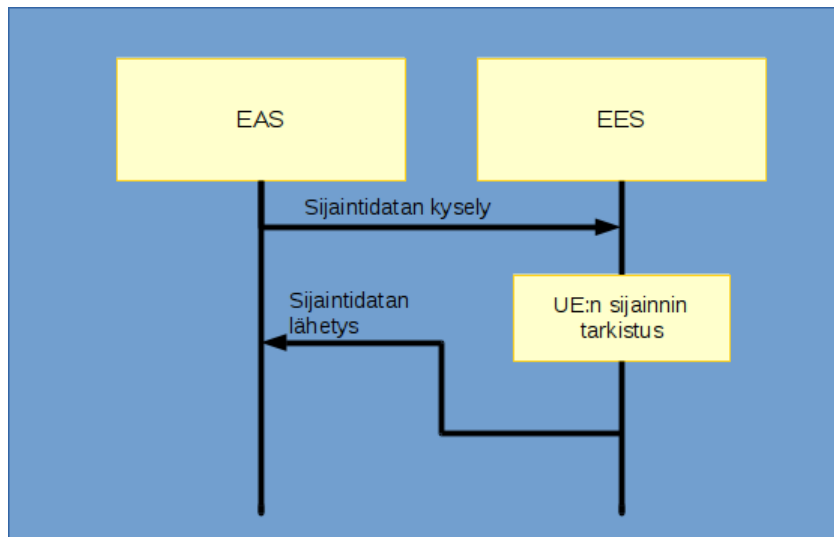 EAS
EES
Sijaintidatan kysely
Sijaintidatan
lähetys
UE:n sijainnin
tarkistus